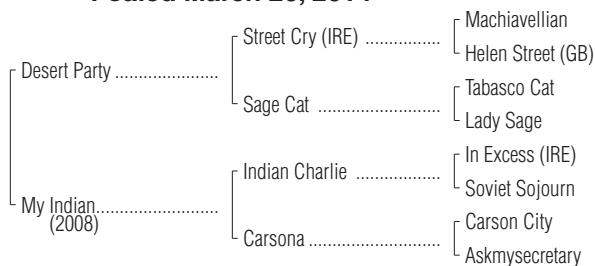 Foaled March
Machiavellian
Street Cry (IRE) ..................
Helen Street (GB)
Desert Party ......................
Tabasco Cat
Sage Cat .............................
Lady Sage
In Excess (IRE)
Indian Charlie ....................
Soviet Sojourn
My Indian..........................
(2008)
Carson City
Carsona ...............................
Askmysecretary